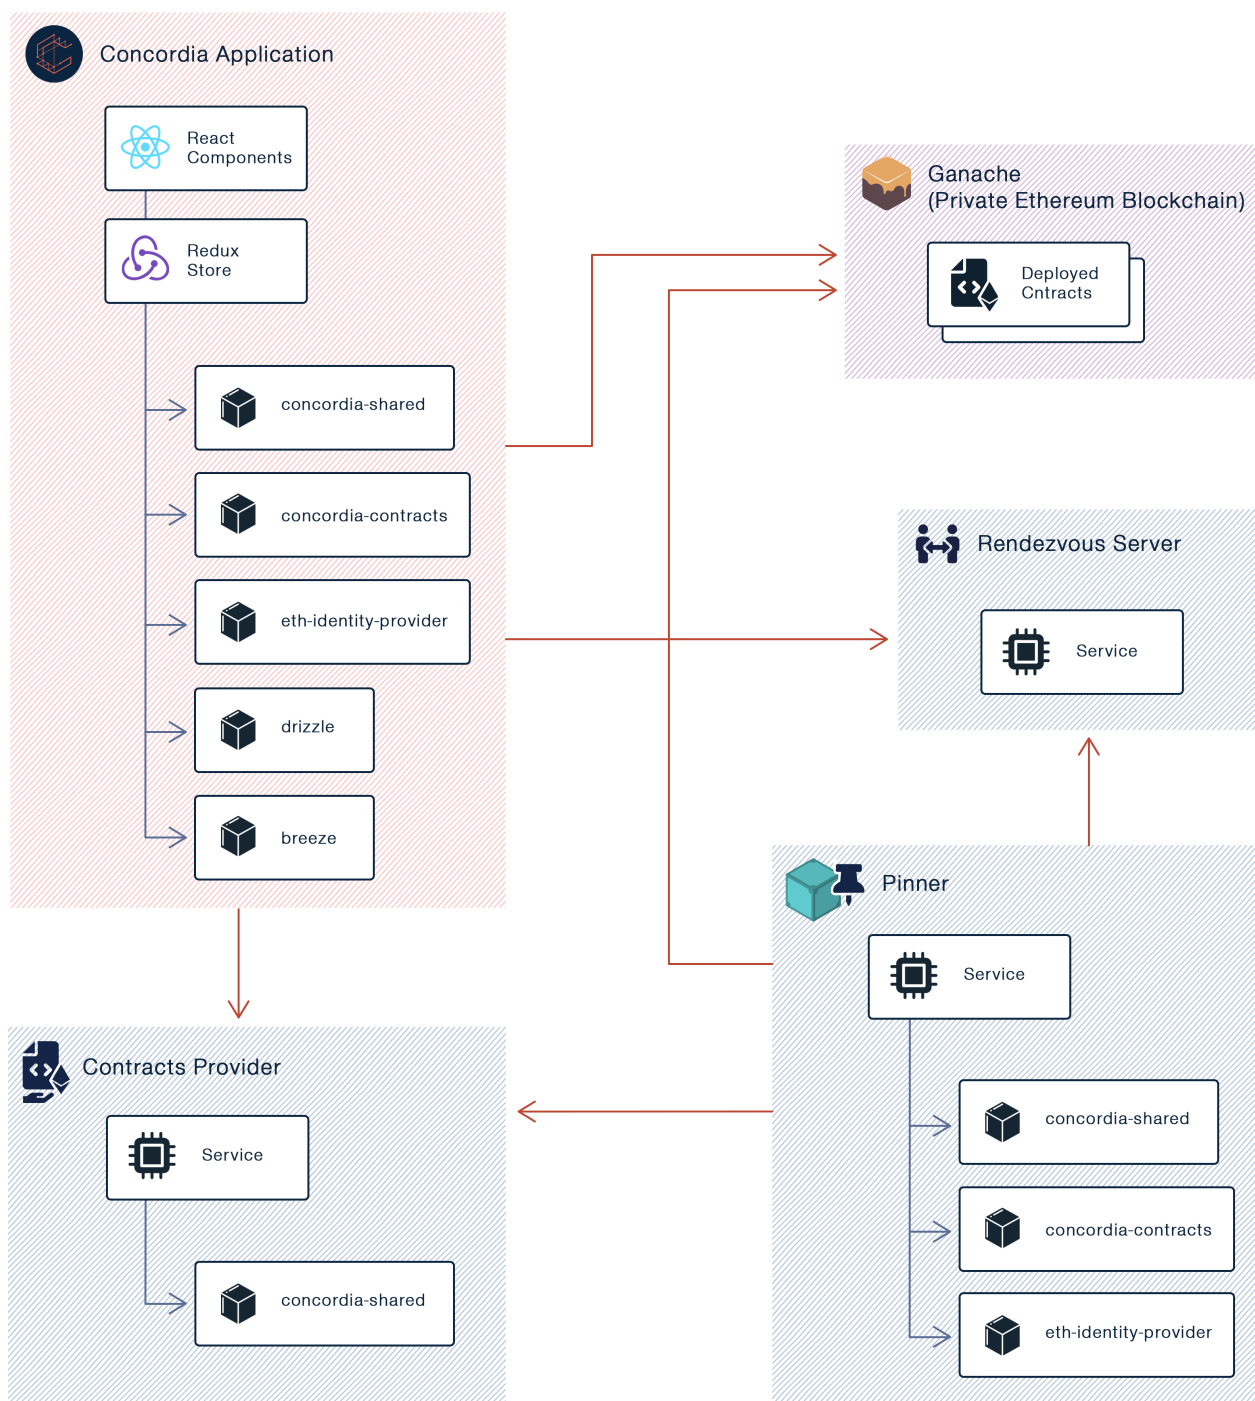 Concordia Application
React
Components
Redux
Store
concordia-shared
concordia-contracts
eth-identity-provider
drizzle
breeze
Ganache
(Private Ethereum Blockchain)
Deployed
Cntracts
Rendezvous Server
Service
Pinner
Service
concordia-shared
concordia-contracts
eth-identity-provider
Contracts Provider
Service
concordia-shared